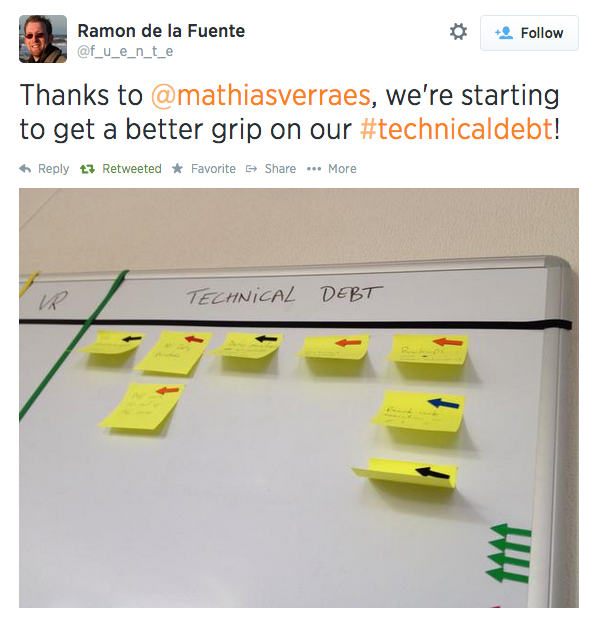 Ramon de la Fuente
@f_u_e_n_t_e
Follow
Thanks to @mathiasverraes, we're starting
to get a better grip on our #technicaldebt!
Reply Retweeted Favorite Share More
VR
TECHNICAL DEBT